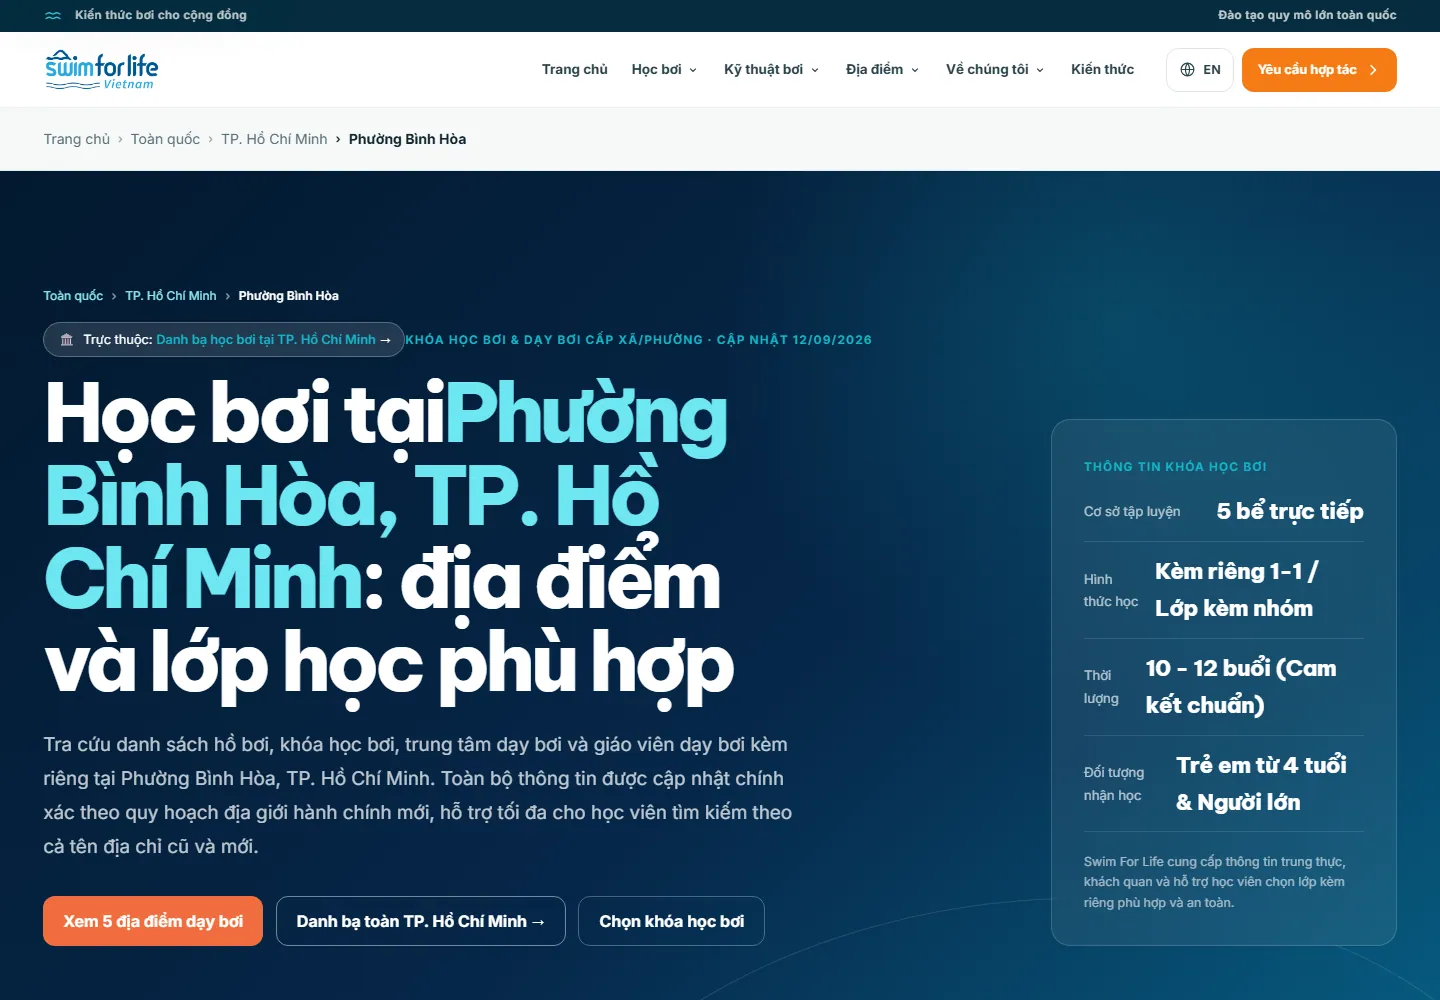 Kiến thức bơi cho cộng đồng
Đào tạo quy mô lớn toàn quốc
swimforlife
Vietnam
Trang chủ
Học bơi
Kỹ thuật bơi
Địa điểm
Về chúng tôi
Kiến thức
EN
Yêu cầu hợp tác
Trang chủ › Toàn quốc › TP. Hồ Chí Minh › Phường Bình Hòa
Toàn quốc › TP. Hồ Chí Minh › Phường Bình Hòa
Trực thuộc: Danh bạ học bơi tại TP. Hồ Chí Minh →
KHÓA HỌC BƠI & DẠY BƠI CẤP XÃ/PHƯỜNG · CẬP NHẬT 12/09/2026
Học bơi tạiPhường
Bình Hòa, TP. Hồ
Chí Minh: địa điểm
và lớp học phù hợp
Tra cứu danh sách hồ bơi, khóa học bơi, trung tâm dạy bơi và giáo viên dạy bơi kèm
riêng tại Phường Bình Hòa, TP. Hồ Chí Minh. Toàn bộ thông tin được cập nhật chính
xác theo quy hoạch địa giới hành chính mới, hỗ trợ tối đa cho học viên tìm kiếm theo
cả tên địa chỉ cũ và mới.
Xem 5 địa điểm dạy bơi
Danh bạ toàn TP. Hồ Chí Minh →
Chọn khóa học bơi
THÔNG TIN KHÓA HỌC BƠI
Cơ sở tập luyện
5 bể trực tiếp
Hình
thức học
Kèm riêng 1-1 /
Lớp kèm nhóm
Thời
lượng
10 - 12 buổi (Cam
kết chuẩn)
Đối tượng
nhận học
Trẻ em từ 4 tuổi
& Người lớn
Swim For Life cung cấp thông tin trung thực,
khách quan và hỗ trợ học viên chọn lớp kèm
riêng phù hợp và an toàn.